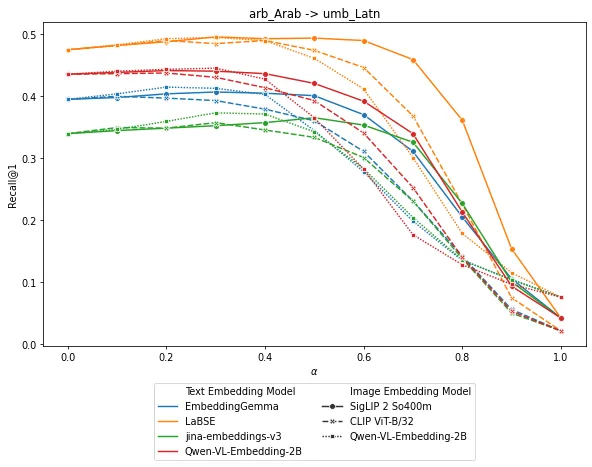 arb_Arab -> umb_Latn
Recall@1
0.5
0.4
0.3
0.2
0.1
0.0
0.0 0.2 0.4 0.6 0.8 1.0
α
Text Embedding Model
EmbeddingGemma
LaBSE
jina-embeddings-v3
Qwen-VL-Embedding-2B
Image Embedding Model
SigLIP 2 So400m
CLIP ViT-B/32
Qwen-VL-Embedding-2B